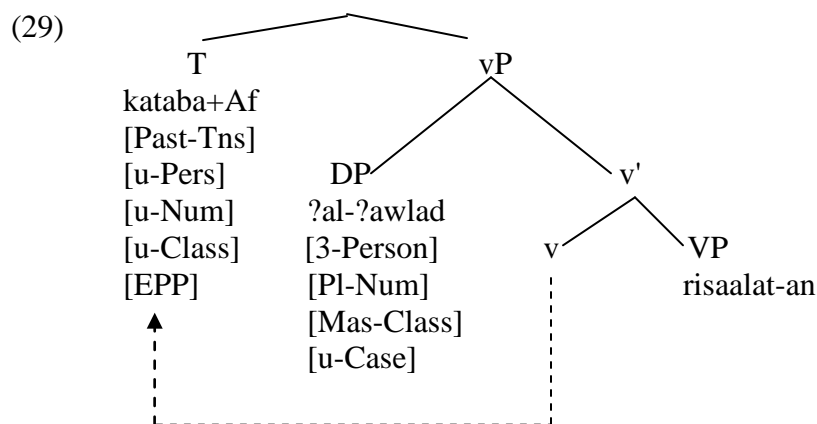 (29)
T vP
kataba+Af
[Past-Tns]
[u-Pers] DP v'
[u-Num] ?al-?awlad
[u-Class] [3-Person] v VP
[EPP] [Pl-Num] risaalat-an
[Mas-Class]
[u-Case]